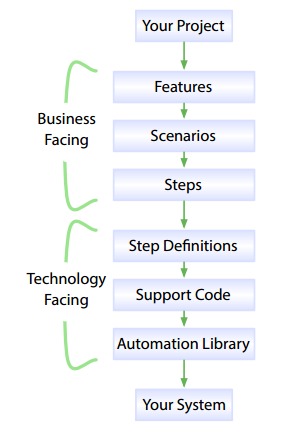 Your Project
Features
Business
Facing
Scenarios
Steps
Step Definitions
Technology
Facing
Support Code
Automation Library
Your System